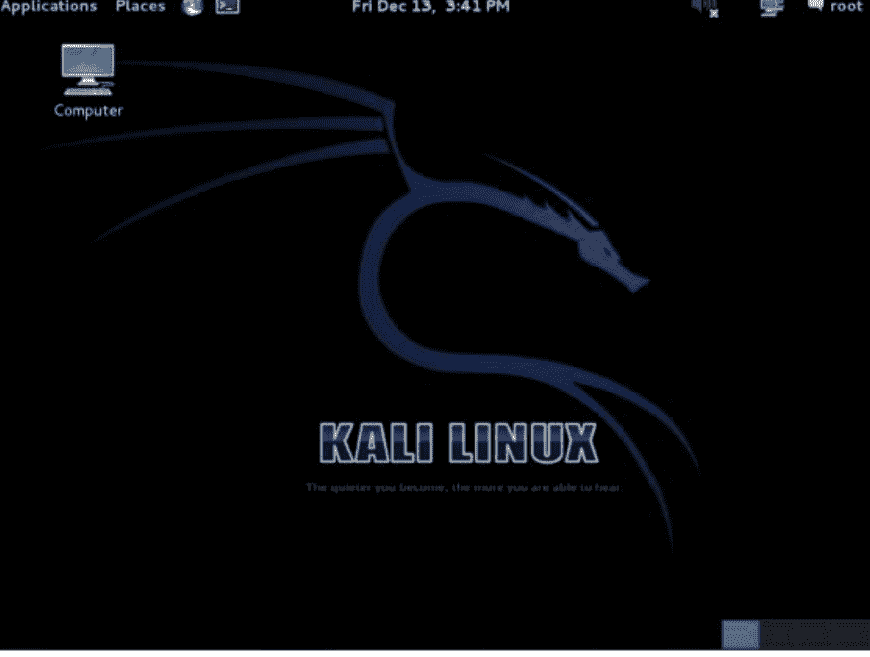 Applications Places Fri Dec 13, 3:41 PM root
Computer
KALI LINUX
The quieter you become, the more you are able to hear.